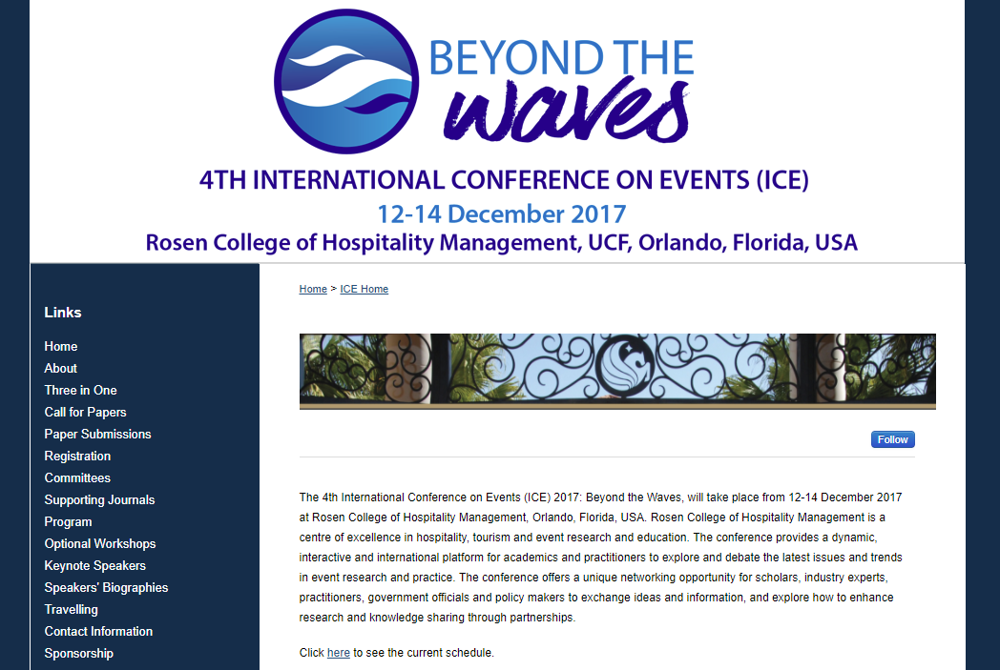 BEYOND THE
waves
4TH INTERNATIONAL CONFERENCE ON EVENTS (ICE)
12-14 December 2017
Rosen College of Hospitality Management, UCF, Orlando, Florida, USA
Links
Home
About
Three in One
Call for Papers
Paper Submissions
Registration
Committees
Supporting Journals
Program
Optional Workshops
Keynote Speakers
Speakers' Biographies
Travelling
Contact Information
Sponsorship
Home > ICE Home
Follow
The 4th International Conference on Events (ICE) 2017: Beyond the Waves, will take place from 12-14 December 2017
at Rosen College of Hospitality Management, Orlando, Florida, USA. Rosen College of Hospitality Management is a
centre of excellence in hospitality, tourism and event research and education. The conference provides a dynamic,
interactive and international platform for academics and practitioners to explore and debate the latest issues and trends
in event research and practice. The conference offers a unique networking opportunity for scholars, industry experts,
practitioners, government officials and policy makers to exchange ideas and information, and explore how to enhance
research and knowledge sharing through partnerships.
Click here to see the current schedule.